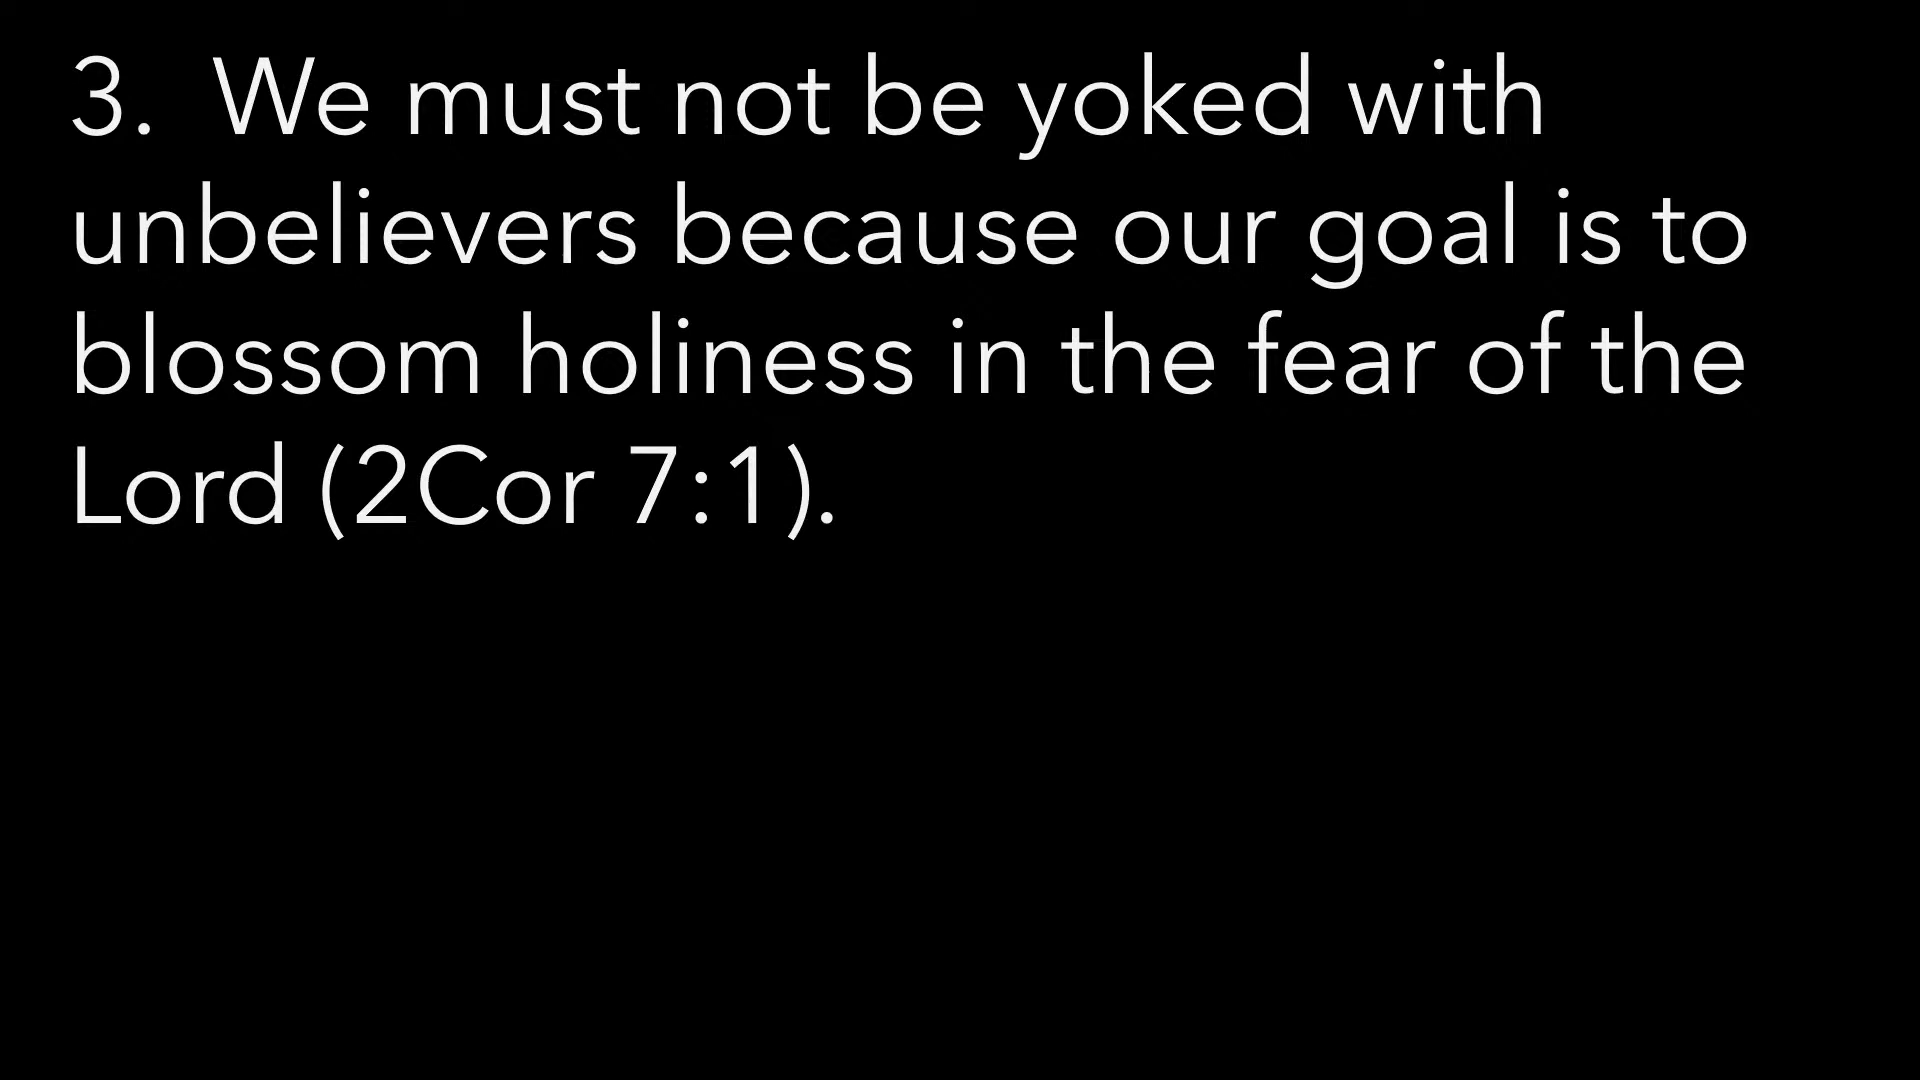 3.  We must not be yoked with
unbelievers because our goal is to
blossom holiness in the fear of the
Lord (2Cor 7:1).